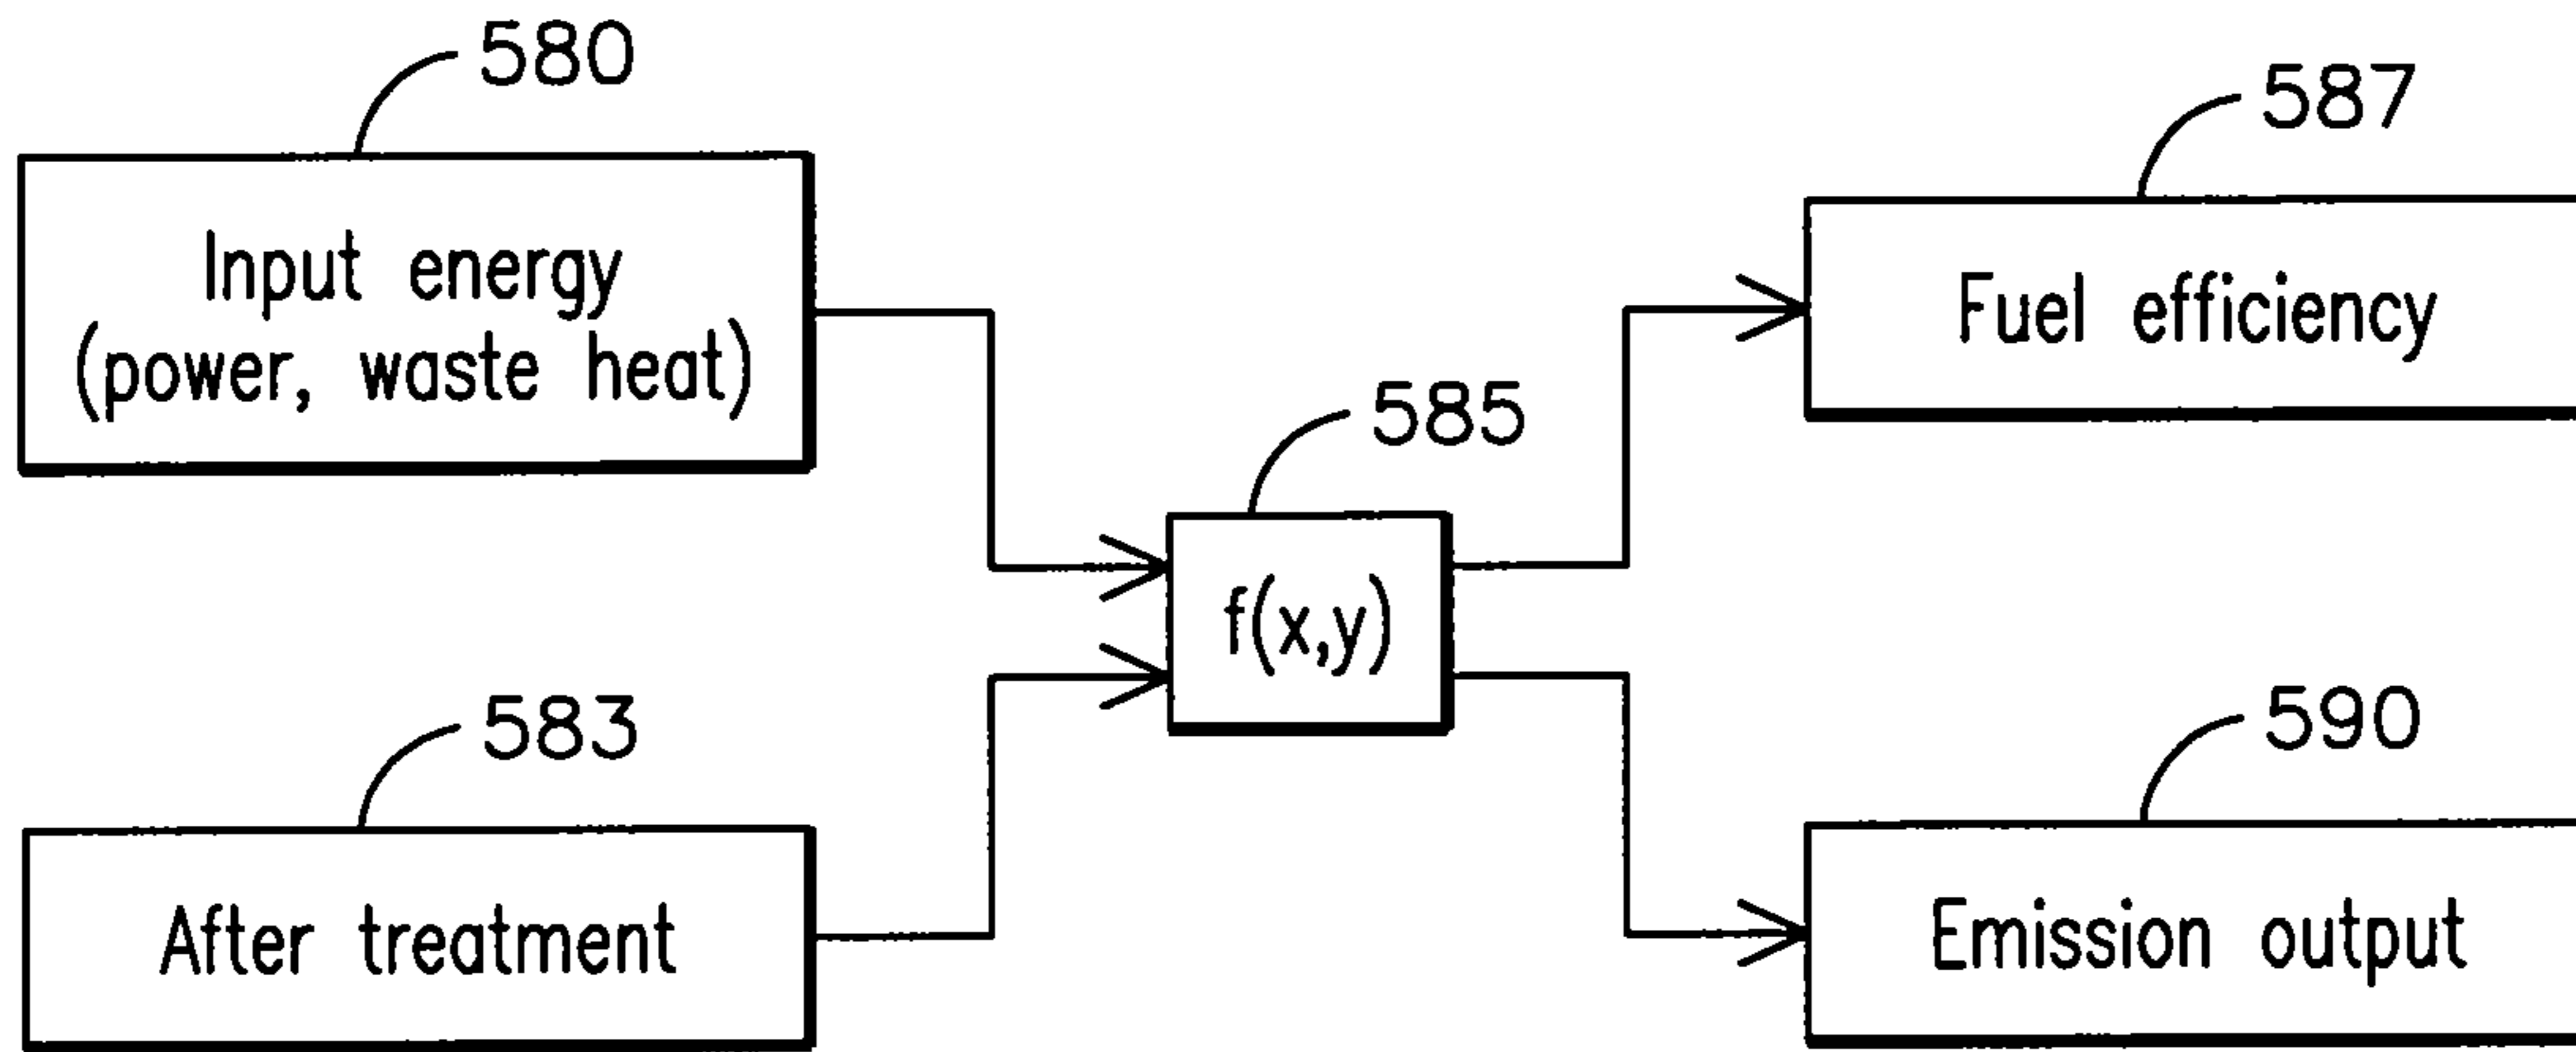 580
Input energy
(power, waste heat)
587
Fuel efficiency
585
f(x,y)
583
After treatment
590
Emission output